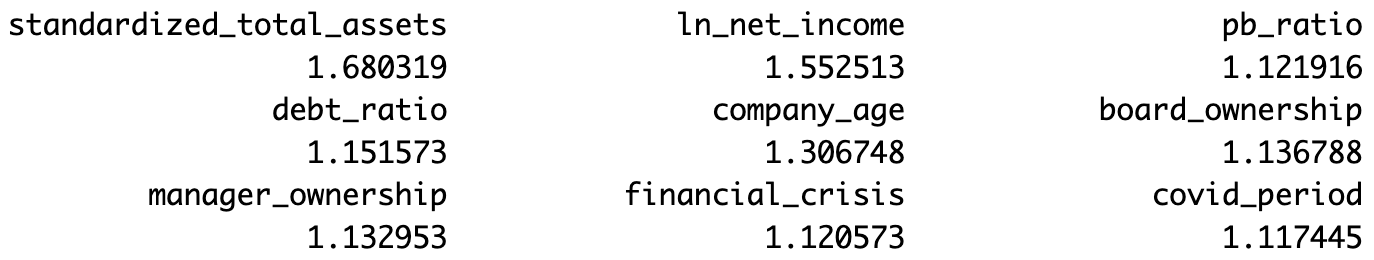 standardized_total_assets ln_net_income pb_ratio
1.680319 1.552513 1.121916
debt_ratio company_age board_ownership
1.151573 1.306748 1.136788
manager_ownership financial_crisis covid_period
1.132953 1.120573 1.117445